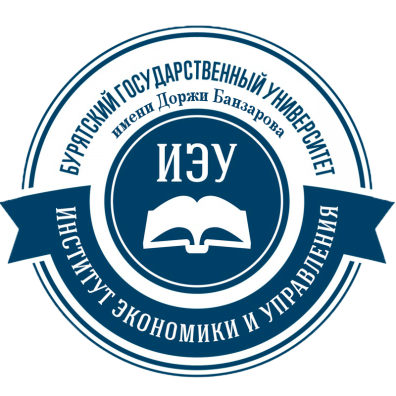 БУРЯТСКИЙ ГОСУДАРСТВЕННЫЙ УНИВЕРСИТЕТ
имени Доржи Банзарова
ИЭУ
ИНСТИТУТ ЭКОНОМИКИ И УПРАВЛЕНИЯ